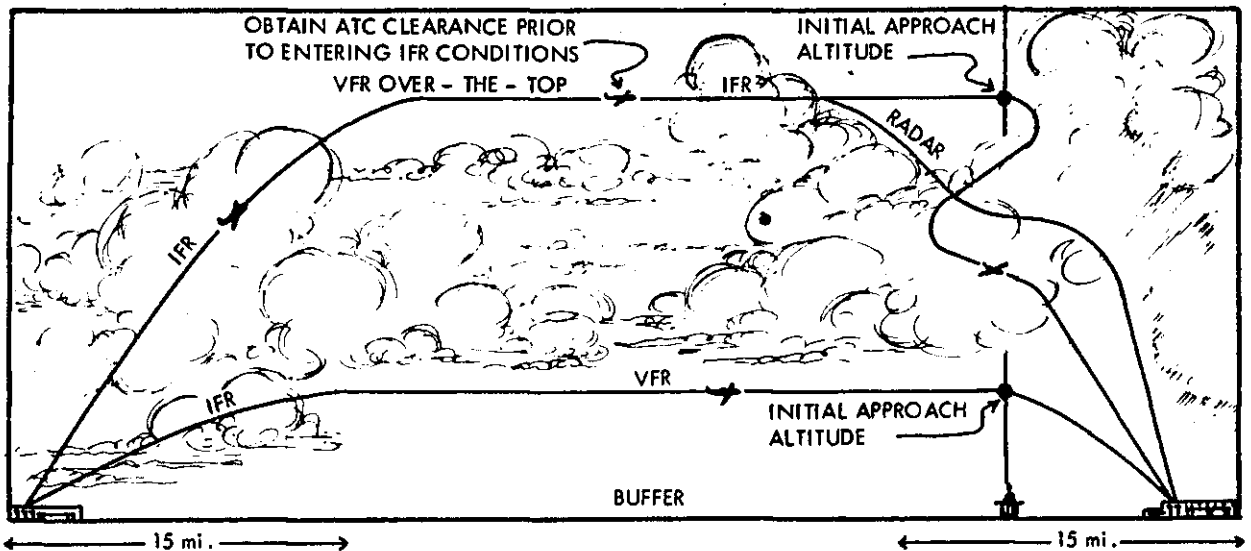 OBTAIN ATC CLEARANCE PRIOR
TO ENTERING IFR CONDITIONS
VFR OVER - THE - TOP
INITIAL APPROACH
ALTITUDE
IFR
RADAR
IFR
VFR
IFR
INITIAL APPROACH
ALTITUDE
BUFFER
15 mi.
15 mi.